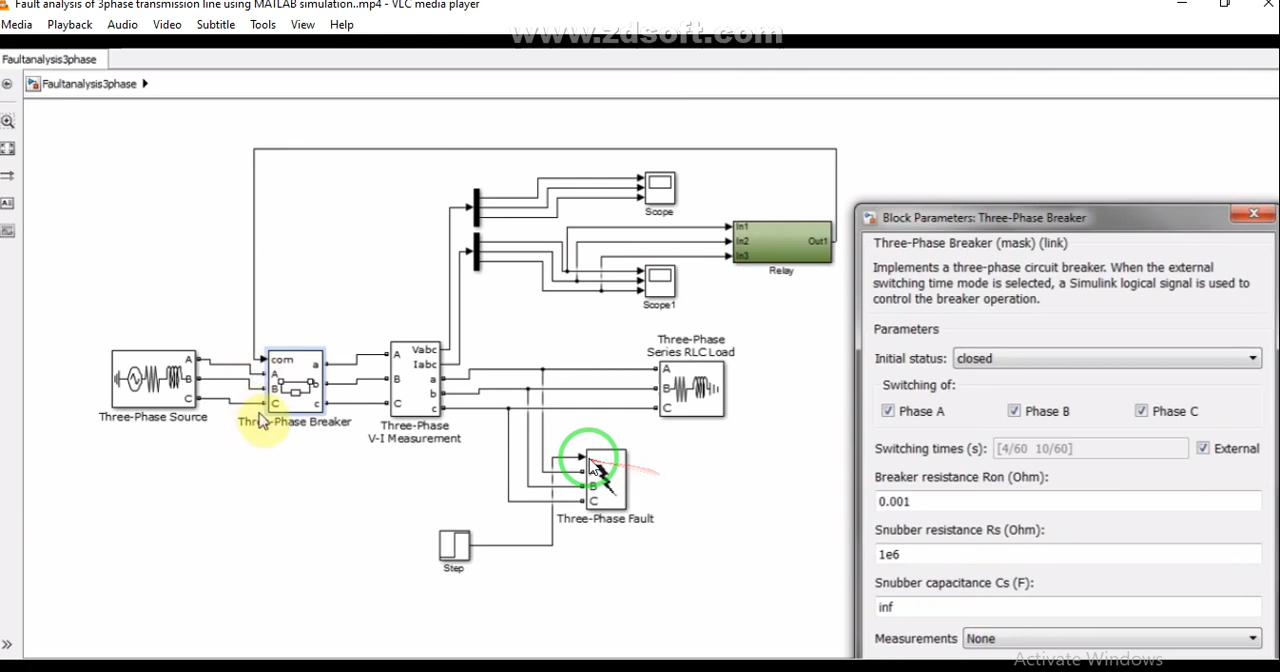 Fault analysis of 3phase transmission line using MATLAB simulation..mp4 - VLC media player
Media Playback Audio Video Subtitle Tools View Help
www.zdsoft.com
Faultanalysis3phase
Faultanalysis3phase
Scope
In1
In2
In3
Out1
Relay
Scope1
Three-Phase
Series RLC Load
A
B
C
A
B
C
Three-Phase Source
com
A
B
C
a
b
c
Three-Phase Breaker
Vabc
Iabc
A
B
C
a
b
c
Three-Phase
V-I Measurement
A
B
C
Three-Phase Fault
Step
Block Parameters: Three-Phase Breaker
Three-Phase Breaker (mask) (link)
Implements a three-phase circuit breaker. When the external
switching time mode is selected, a Simulink logical signal is used to
control the breaker operation.
Parameters
Initial status: closed
Switching of:
Phase A Phase B Phase C
Switching times (s): [4/60 10/60] External
Breaker resistance Ron (Ohm):
0.001
Snubber resistance Rs (Ohm):
1e6
Snubber capacitance Cs (F):
inf
Measurements None
Activate Windows